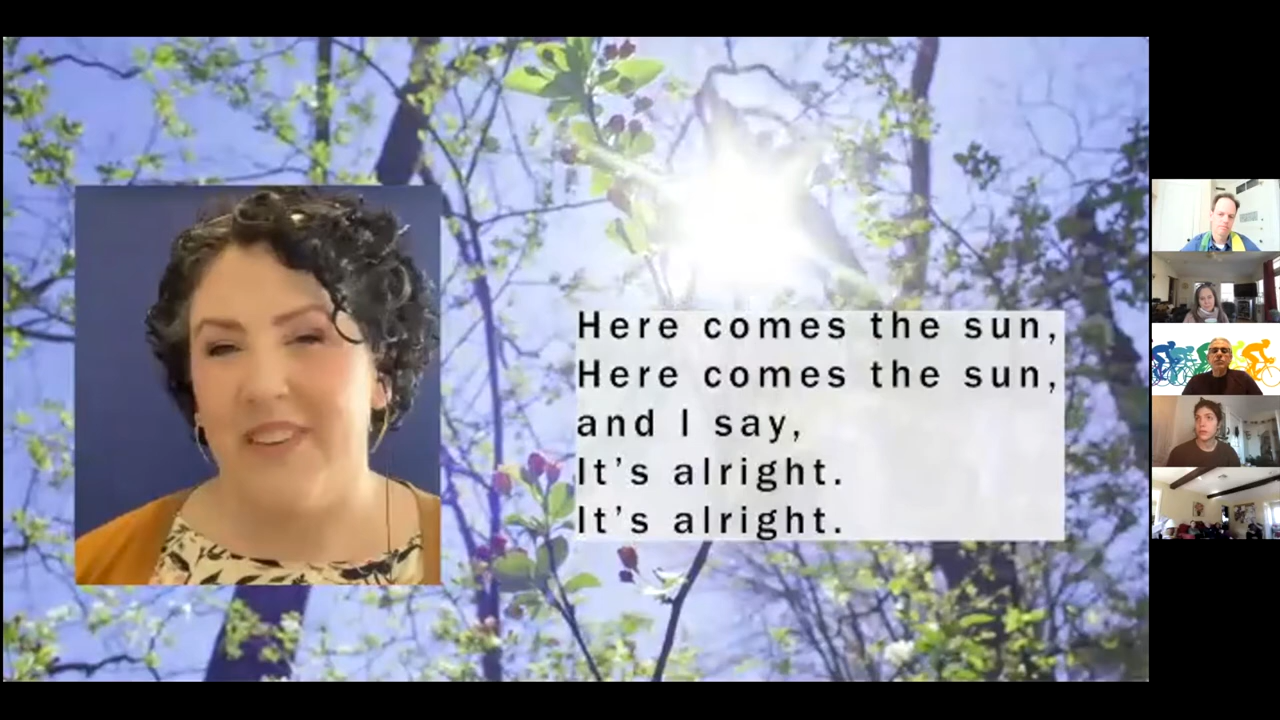 Here comes the sun,
Here comes the sun,
and I say,
It's alright.
It's alright.